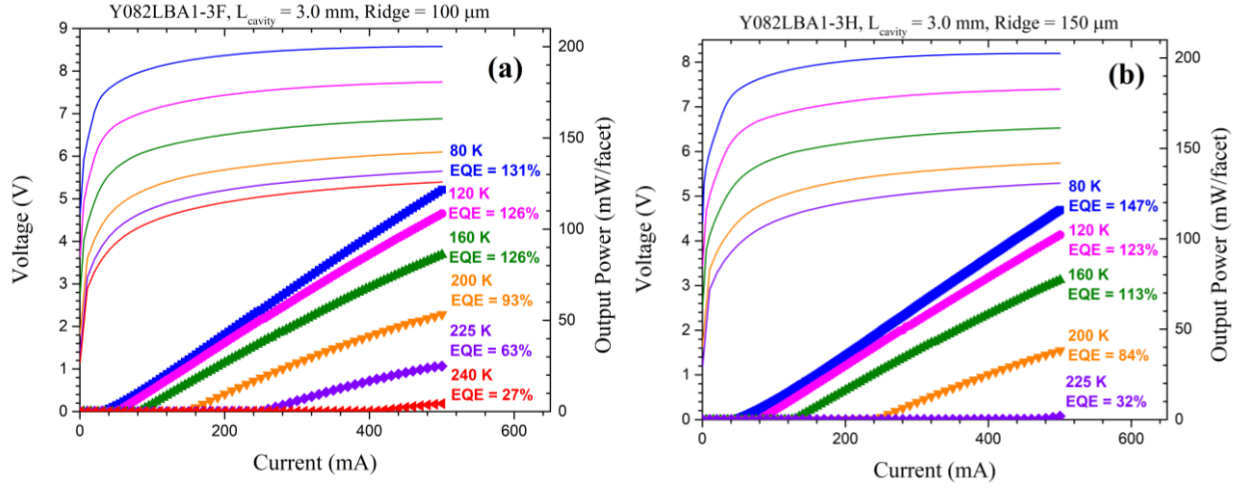 Y082LBA1-3F, L_cavity = 3.0 mm, Ridge = 100 μm
(a)
9
8
7
6
5
4
3
2
1
0
Voltage (V)
200
150
100
50
0
Output Power (mW/facet)
80 K
EQE = 131%
120 K
EQE = 126%
160 K
EQE = 126%
200 K
EQE = 93%
225 K
EQE = 63%
240 K
EQE = 27%
0 200 400 600
Current (mA)
Y082LBA1-3H, L_cavity = 3.0 mm, Ridge = 150 μm
(b)
8
7
6
5
4
3
2
1
0
Voltage (V)
200
150
100
50
0
Output Power (mW/facet)
80 K
EQE = 147%
120 K
EQE = 123%
160 K
EQE = 113%
200 K
EQE = 84%
225 K
EQE = 32%
0 200 400 600
Current (mA)